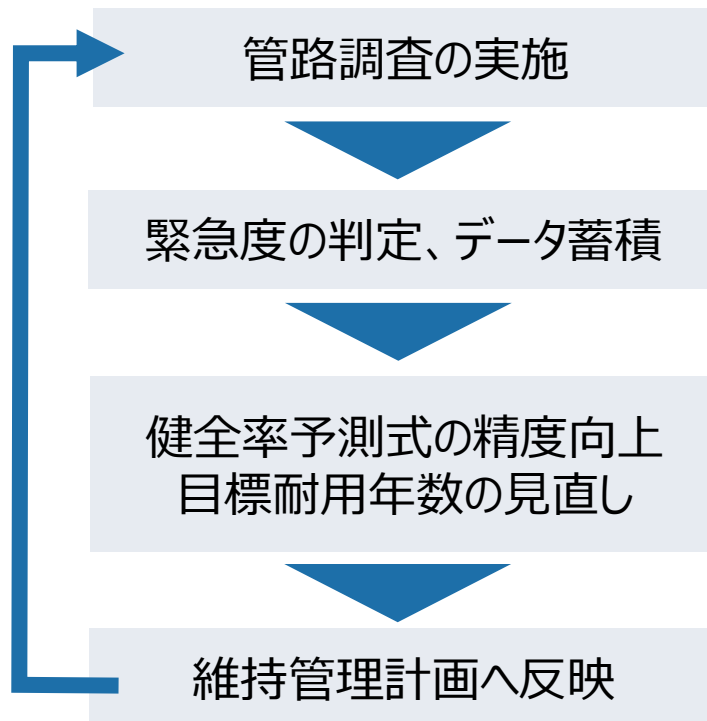 管路調査の実施
緊急度の判定、データ蓄積
健全率予測式の精度向上
目標耐用年数の見直し
維持管理計画へ反映